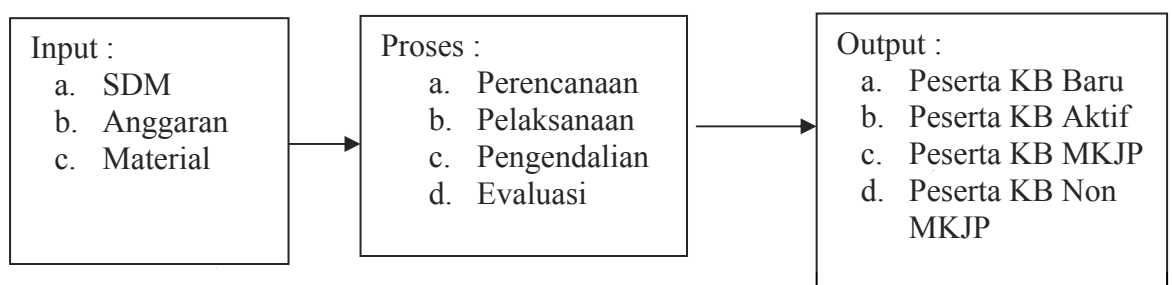 Input :
a. SDM
b. Anggaran
c. Material
Proses :
a. Perencanaan
b. Pelaksanaan
c. Pengendalian
d. Evaluasi
Output :
a. Peserta KB Baru
b. Peserta KB Aktif
c. Peserta KB MKJP
d. Peserta KB Non
MKJP